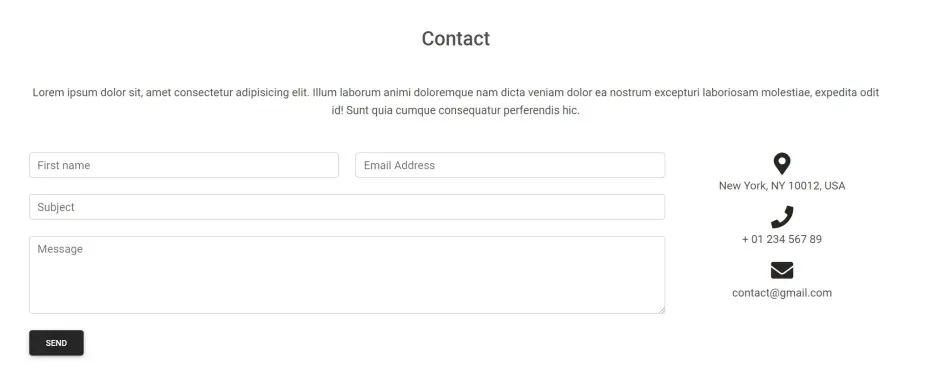 Contact
Lorem ipsum dolor sit, amet consectetur adipisicing elit. Illum laborum animi doloremque nam dicta veniam dolor ea nostrum excepturi laboriosam molestiae, expedita odit
id! Sunt quia cumque consequatur perferendis hic.
First name
Email Address
Subject
Message
SEND
New York, NY 10012, USA
+ 01 234 567 89
contact@gmail.com